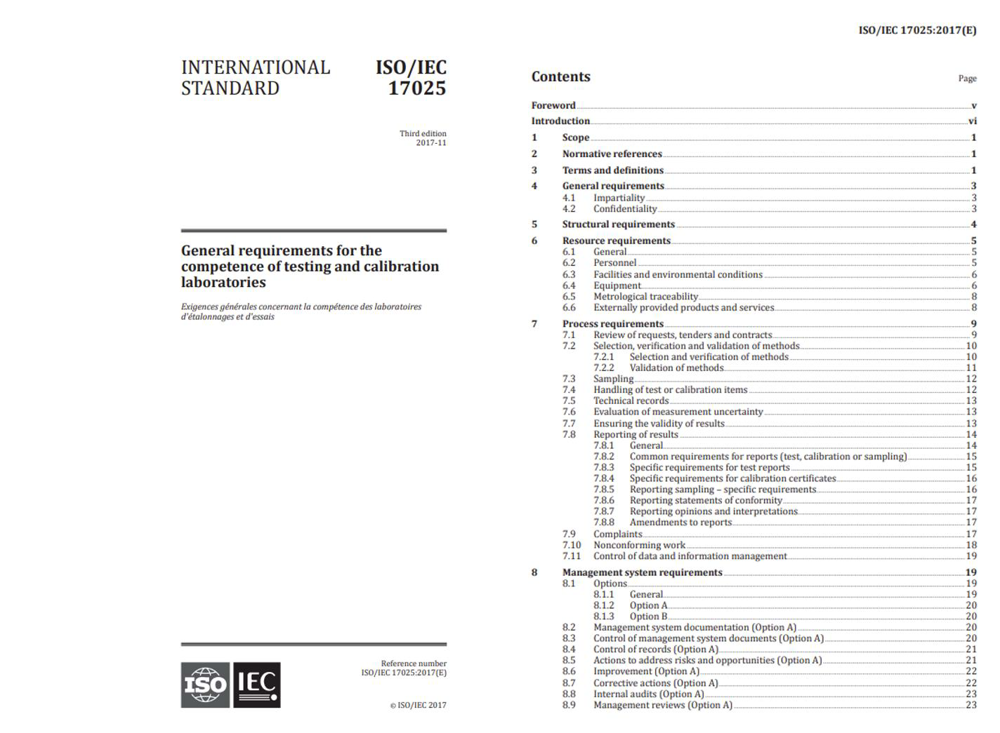 INTERNATIONAL STANDARD
ISO/IEC 17025
Third edition
2017-11
General requirements for the
competence of testing and calibration
laboratories
Exigences générales concernant la compétence des laboratoires
d'étalonnages et d'essais
ISO IEC
Reference number
ISO/IEC 17025:2017(E)
© ISO/IEC 2017
ISO/IEC 17025:2017(E)
Contents Page
Foreword v
Introduction vi
1 Scope 1
2 Normative references 1
3 Terms and definitions 1
4 General requirements 3
4.1 Impartiality 3
4.2 Confidentiality 3
5 Structural requirements 4
6 Resource requirements 5
6.1 General 5
6.2 Personnel 5
6.3 Facilities and environmental conditions 6
6.4 Equipment 6
6.5 Metrological traceability 8
6.6 Externally provided products and services 8
7 Process requirements 9
7.1 Review of requests, tenders and contracts 9
7.2 Selection, verification and validation of methods 10
7.2.1 Selection and verification of methods 10
7.2.2 Validation of methods 11
7.3 Sampling 12
7.4 Handling of test or calibration items 12
7.5 Technical records 13
7.6 Evaluation of measurement uncertainty 13
7.7 Ensuring the validity of results 13
7.8 Reporting of results 14
7.8.1 General 14
7.8.2 Common requirements for reports (test, calibration or sampling) 15
7.8.3 Specific requirements for test reports 15
7.8.4 Specific requirements for calibration certificates 16
7.8.5 Reporting sampling – specific requirements 16
7.8.6 Reporting statements of conformity 17
7.8.7 Reporting opinions and interpretations 17
7.8.8 Amendments to reports 17
7.9 Complaints 17
7.10 Nonconforming work 18
7.11 Control of data and information management 19
8 Management system requirements 19
8.1 Options 19
8.1.1 General 19
8.1.2 Option A 20
8.1.3 Option B 20
8.2 Management system documentation (Option A) 20
8.3 Control of management system documents (Option A) 20
8.4 Control of records (Option A) 21
8.5 Actions to address risks and opportunities (Option A) 21
8.6 Improvement (Option A) 22
8.7 Corrective actions (Option A) 22
8.8 Internal audits (Option A) 23
8.9 Management reviews (Option A) 23